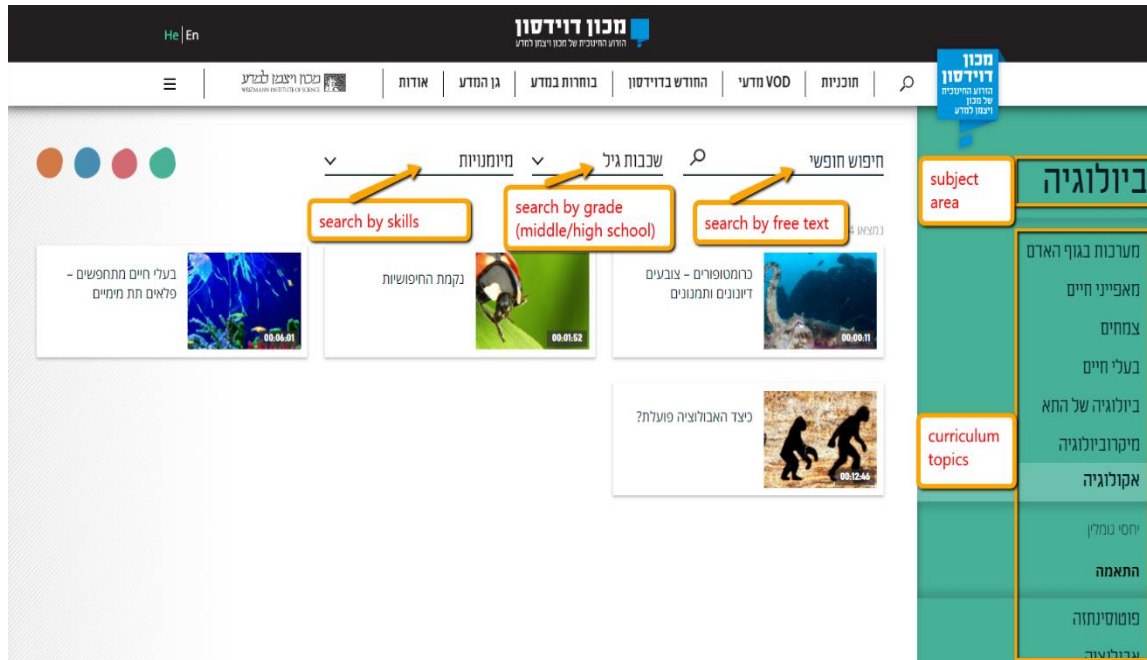 He | En
מכון דוידסון
הזרוע החינוכית של מכון ויצמן למדע
מכון
דוידסון
הזרוע החינוכית
של מכון
ויצמן למדע
תוכניות
VOD מדעי
החודש בדוידסון
בוחרות במדע
גן המדע
אודות
מכון ויצמן למדע
WEIZMANN INSTITUTE OF SCIENCE
ביולוגיה
subject
area
חיפוש חופשי
שכבות גיל
מיומנויות
search by free text
search by grade
(middle/high school)
search by skills
נמצאו 4
כרומטופורים – צובעים
דיונונים ותמנונים
00:00:11
נקמת החיפושיות
00:01:52
בעלי חיים מתחפשים –
פלאים תת מימיים
00:06:01
כיצד האבולוציה פועלת?
00:12:46
curriculum
topics
מערכות בגוף האדם
מאפייני חיים
צמחים
בעלי חיים
ביולוגיה של התא
מיקרוביולוגיה
אקולוגיה
יחסי גומלין
התאמה
פוטוסינתזה
אבולוציה